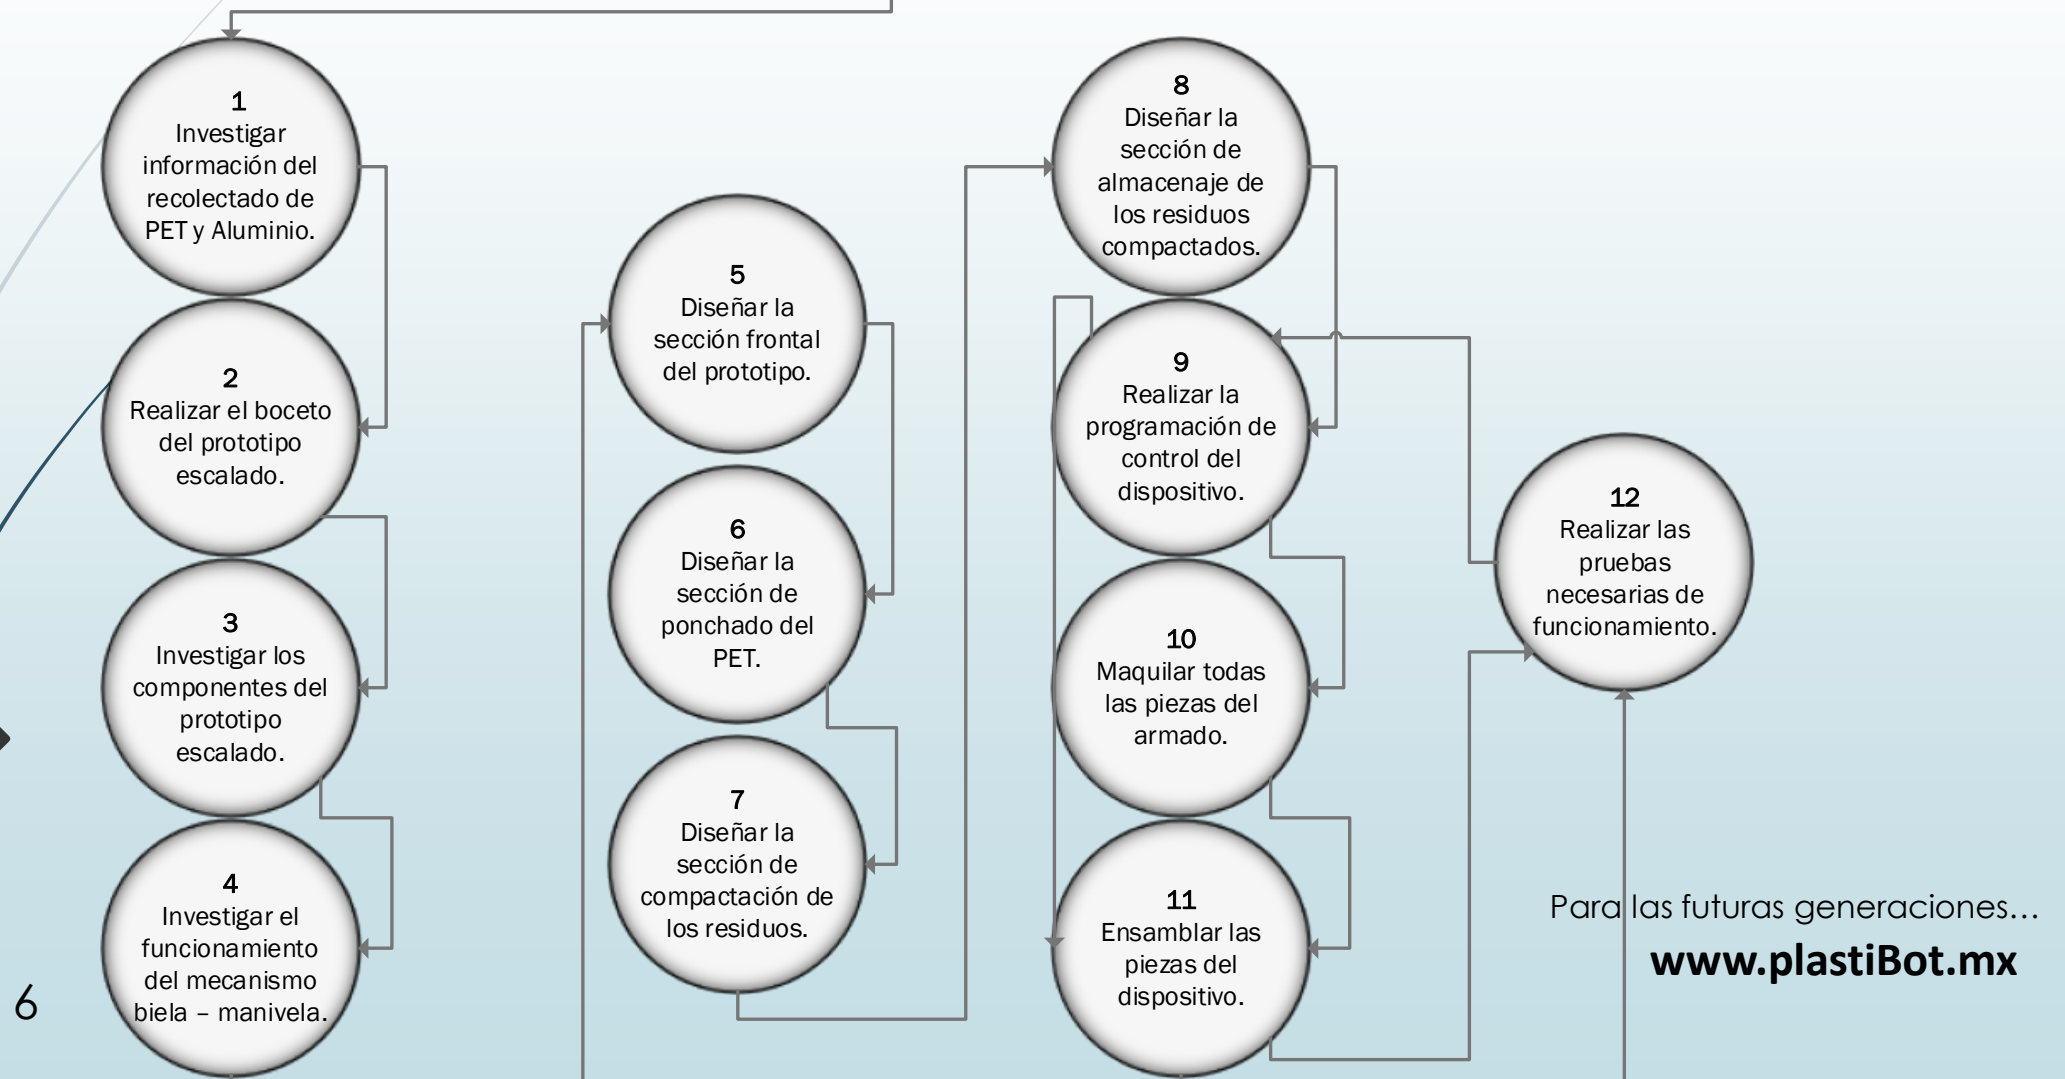 1
Investigar
información del
recolectado de
PET y Aluminio.
2
Realizar el boceto
del prototipo
escalado.
3
Investigar los
componentes del
prototipo
escalado.
4
Investigar el
funcionamiento
del mecanismo
biela – manivela.
5
Diseñar la
sección frontal
del prototipo.
6
Diseñar la
sección de
ponchado del
PET.
7
Diseñar la
sección de
compactación de
los residuos.
8
Diseñar la
sección de
almacenaje de
los residuos
compactados.
9
Realizar la
programación de
control del
dispositivo.
10
Maquilar todas
las piezas del
armado.
11
Ensamblar las
piezas del
dispositivo.
12
Realizar las
pruebas
necesarias de
funcionamiento.
Para las futuras generaciones...
www.plastiBot.mx
6